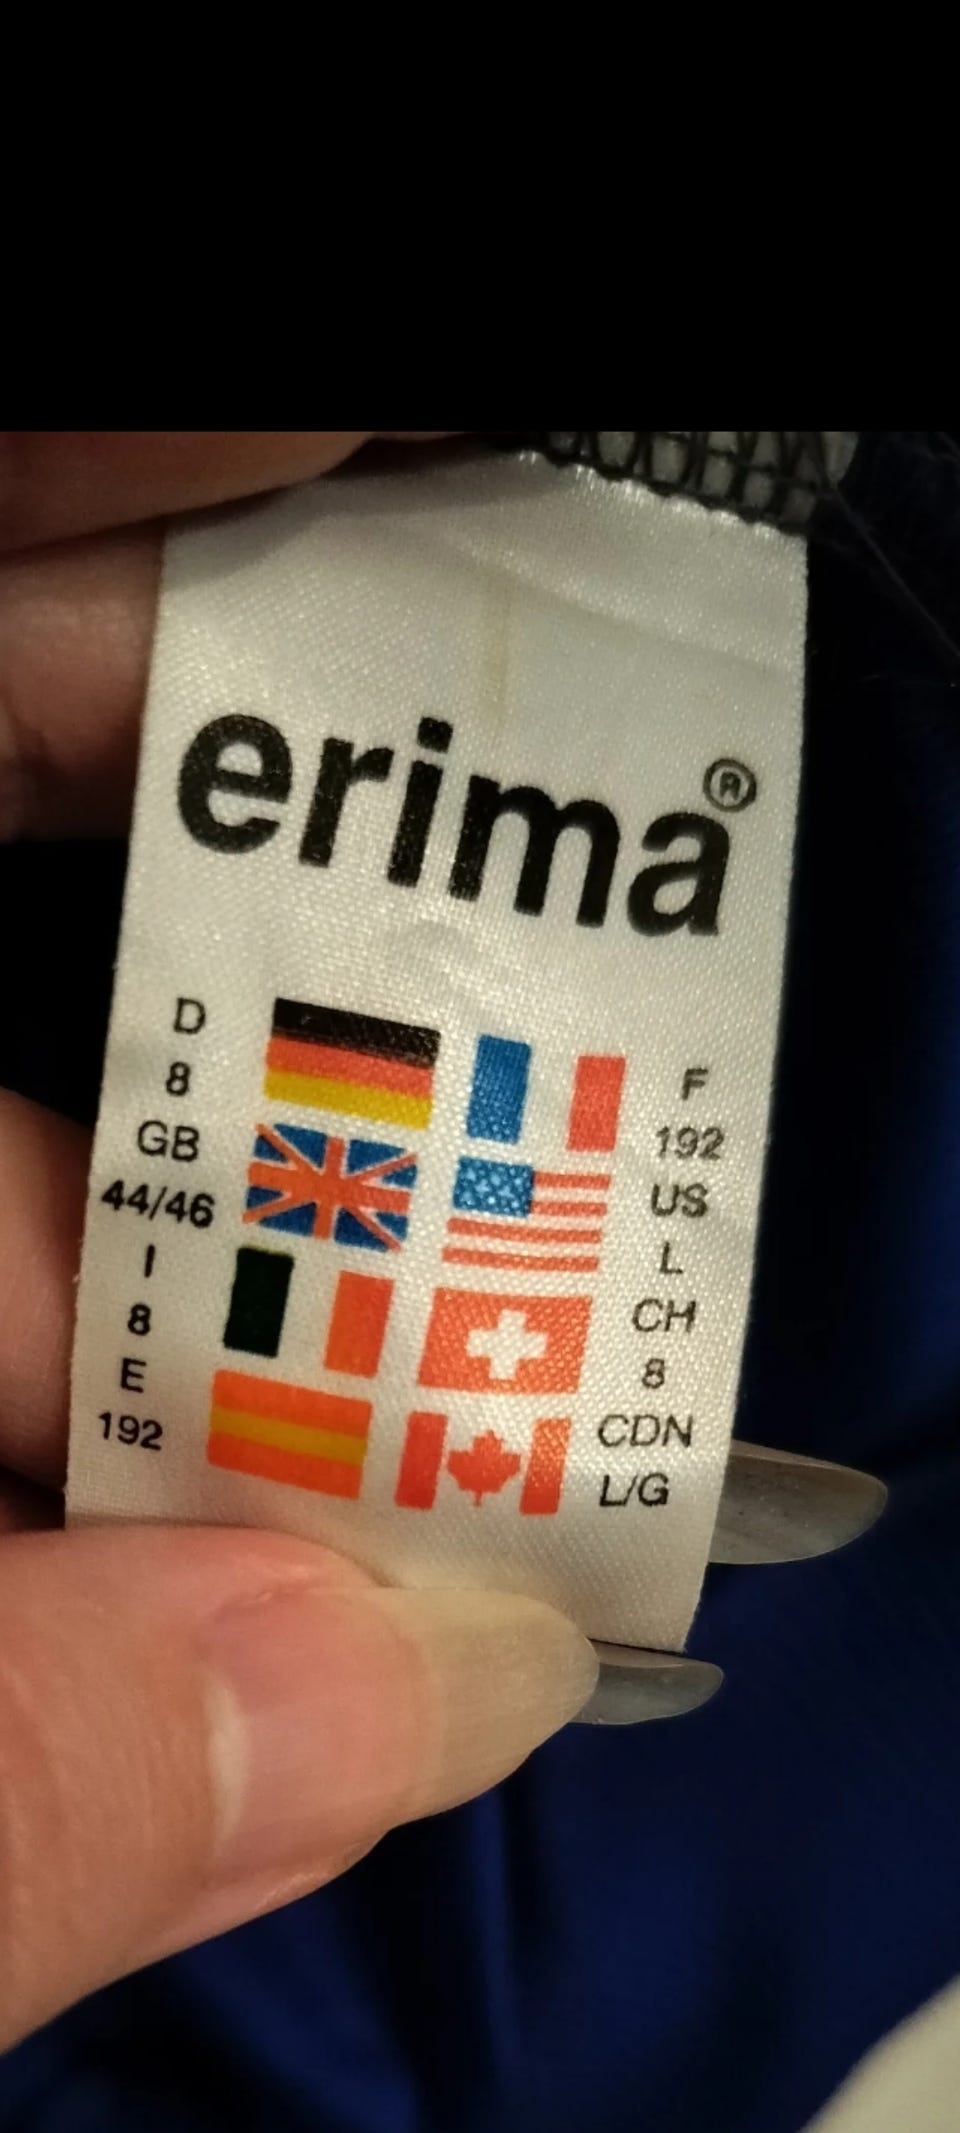 erima®
D
8
GB
44/46
I
8
E
192
F
192
US
L
CH
8
CDN
L/G